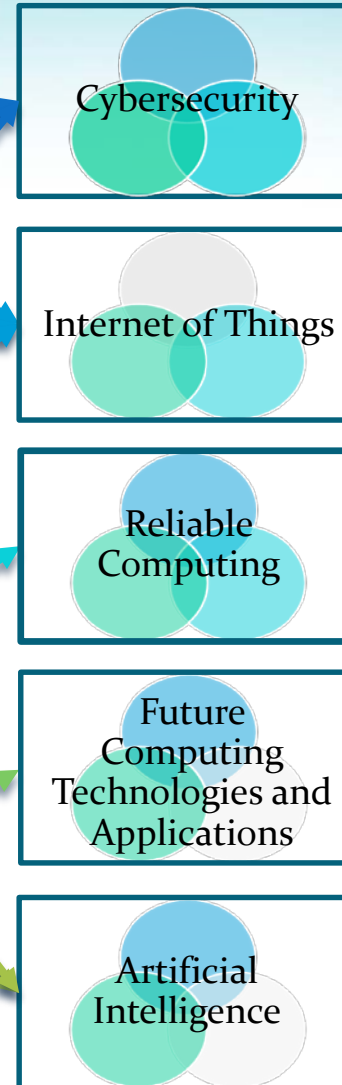 Cybersecurity
Internet of Things
Reliable
Computing
Future
Computing
Technologies and
Applications
Artificial
Intelligence